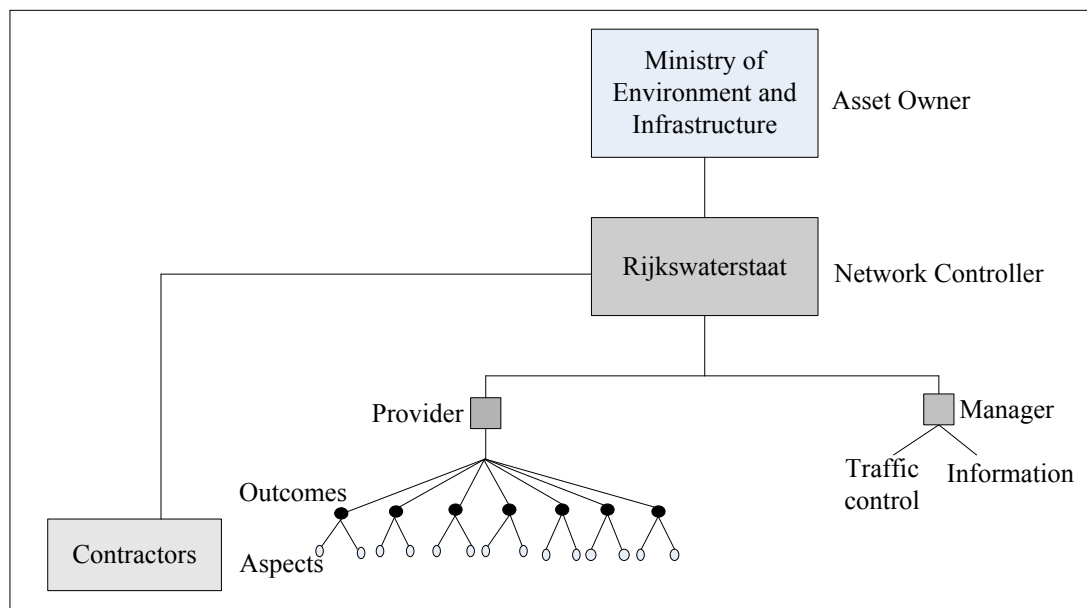 Ministry of
Environment and
Infrastructure
Asset Owner
Rijkswaterstaat
Network Controller
Provider
Manager
Traffic
control
Information
Outcomes
Contractors
Aspects